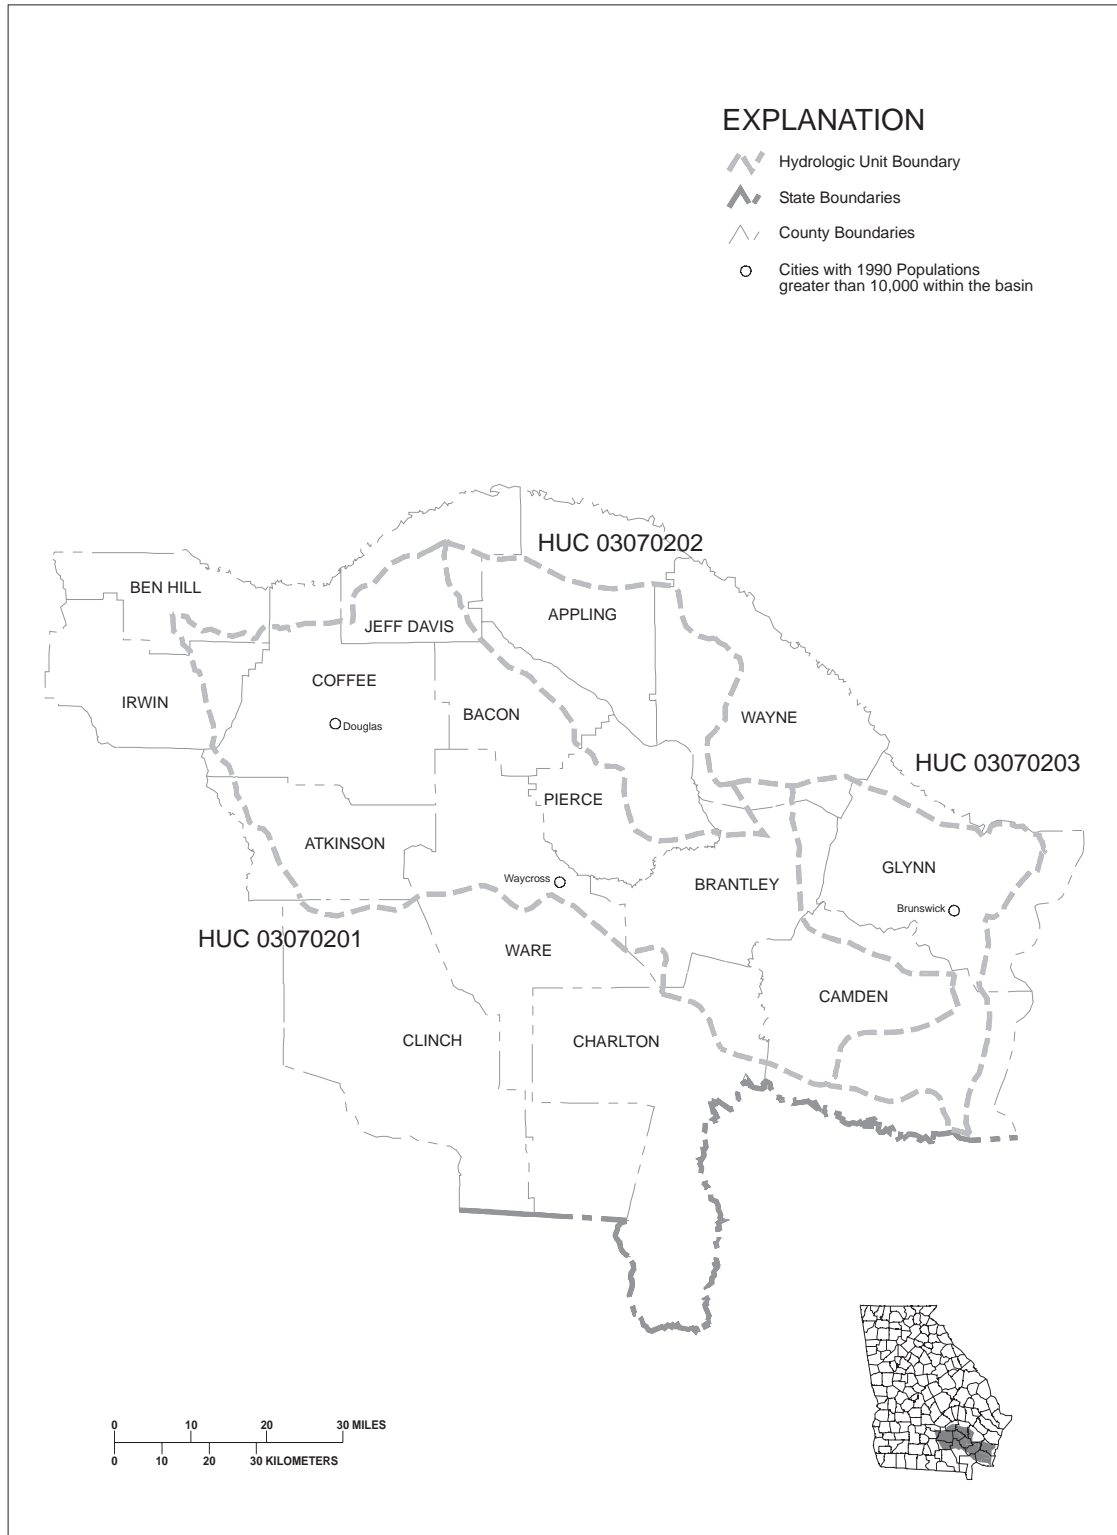 EXPLANATION
Hydrologic Unit Boundary
State Boundaries
County Boundaries
Cities with 1990 Populations
greater than 10,000 within the basin
HUC 03070202
BEN HILL
APPLING
JEFF DAVIS
COFFEE
IRWIN
BACON
WAYNE
Douglas
HUC 03070203
PIERCE
ATKINSON
GLYNN
Waycross
BRANTLEY
Brunswick
HUC 03070201
WARE
CAMDEN
CLINCH
CHARLTON
0 10 20 30 MILES
0 10 20 30 KILOMETERS